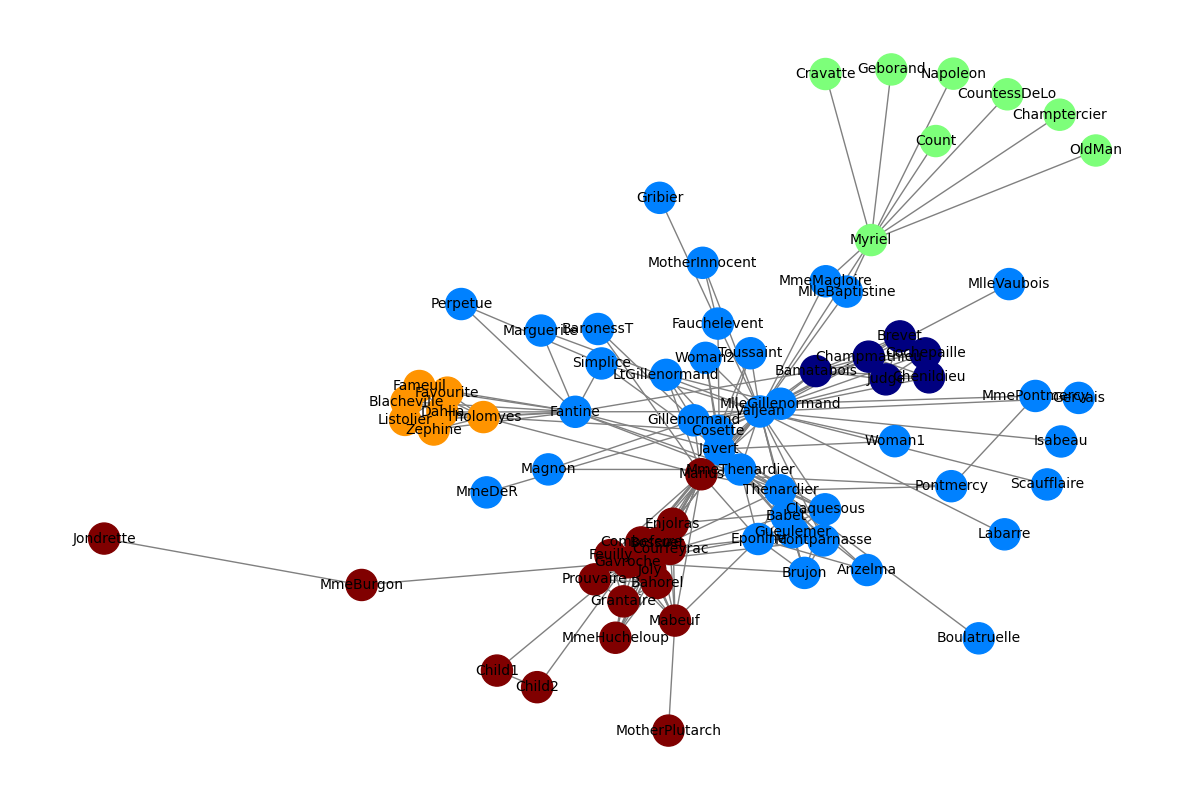 Cravatte
Geborand
Napoleon
CountessDeLo
Champtercier
Count
OldMan
Gribier
Myriel
MotherInnocent
MmeMagloire
MlleBaptistine
MlleVaubois
Perpetue
Marguerite
BaronessT
Fauchelevent
Brevet
Simplice
Woman2
Toussaint
Champmathieu
Cochepaille
LtGillenormand
Bamatabois
Judge
Chenildieu
Fameuil
Favourite
Blacheville
Dahlia
Listolier
Tholomyes
Zephine
Fantine
MlleGillenormand
Valjean
MmePontmercy
Gervais
Gillenormand
Cosette
Javert
Woman1
Isabeau
Magnon
Marius
MmeThenardier
MmeDeR
Thenardier
Pontmercy
Scaufflaire
Claquesous
Babet
Enjolras
Gueulemer
Labarre
Jondrette
Combeferre
Bossuet
Courfeyrac
Eponine
Montparnasse
Feuilly
Gavroche
Joly
Anzelma
Brujon
MmeBurgon
Prouvaire
Bahorel
Grantaire
Mabeuf
MmeHucheloup
Boulatruelle
Child1
Child2
MotherPlutarch